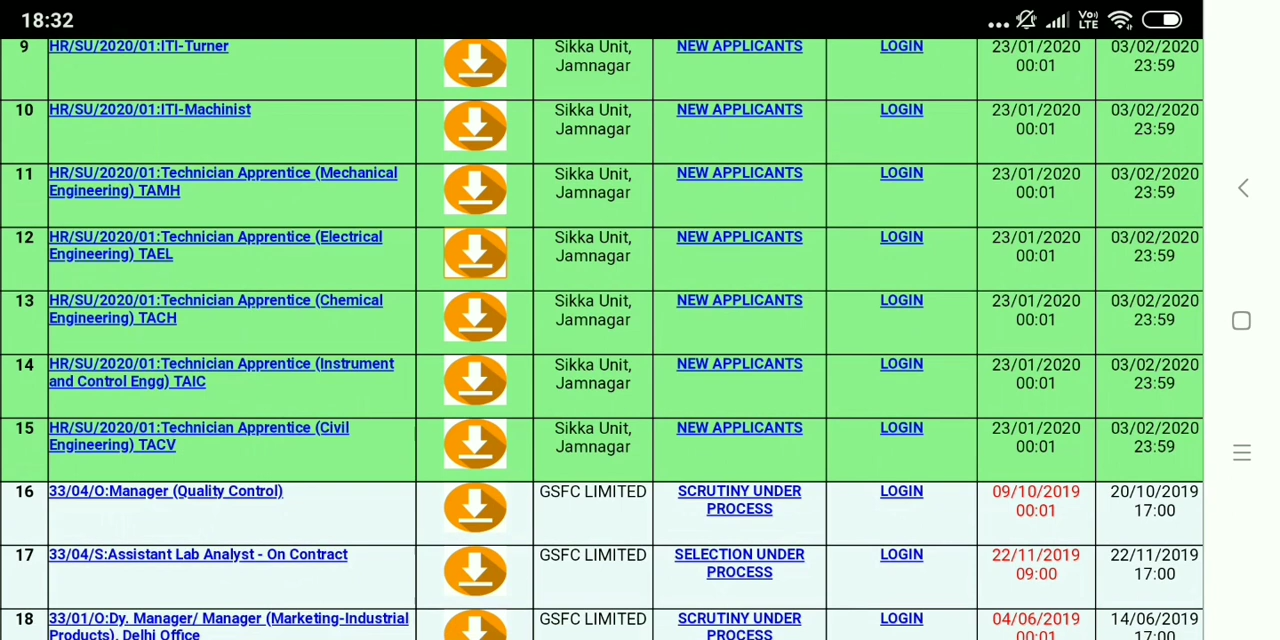 18:32
Vo)
LTE
9 HR/SU/2020/01:ITI-Turner Sikka Unit, NEW APPLICANTS LOGIN 23/01/2020 03/02/2020
Jamnagar 00:01 23:59
10 HR/SU/2020/01:ITI-Machinist Sikka Unit, NEW APPLICANTS LOGIN 23/01/2020 03/02/2020
Jamnagar 00:01 23:59
11 HR/SU/2020/01:Technician Apprentice (Mechanical Sikka Unit, NEW APPLICANTS LOGIN 23/01/2020 03/02/2020
Engineering) TAMH Jamnagar 00:01 23:59
12 HR/SU/2020/01:Technician Apprentice (Electrical Sikka Unit, NEW APPLICANTS LOGIN 23/01/2020 03/02/2020
Engineering) TAEL Jamnagar 00:01 23:59
13 HR/SU/2020/01:Technician Apprentice (Chemical Sikka Unit, NEW APPLICANTS LOGIN 23/01/2020 03/02/2020
Engineering) TACH Jamnagar 00:01 23:59
14 HR/SU/2020/01:Technician Apprentice (Instrument Sikka Unit, NEW APPLICANTS LOGIN 23/01/2020 03/02/2020
and Control Engg) TAIC Jamnagar 00:01 23:59
15 HR/SU/2020/01:Technician Apprentice (Civil Sikka Unit, NEW APPLICANTS LOGIN 23/01/2020 03/02/2020
Engineering) TACV Jamnagar 00:01 23:59
16 33/04/O:Manager (Quality Control) GSFC LIMITED SCRUTINY UNDER LOGIN 09/10/2019 20/10/2019
PROCESS 00:01 17:00
17 33/04/S:Assistant Lab Analyst - On Contract GSFC LIMITED SELECTION UNDER LOGIN 22/11/2019 22/11/2019
PROCESS 09:00 17:00
18 33/01/O:Dy. Manager/ Manager (Marketing-Industrial GSFC LIMITED SCRUTINY UNDER LOGIN 04/06/2019 14/06/2019
Products), Delhi Office PROCESS 00:01 17:00